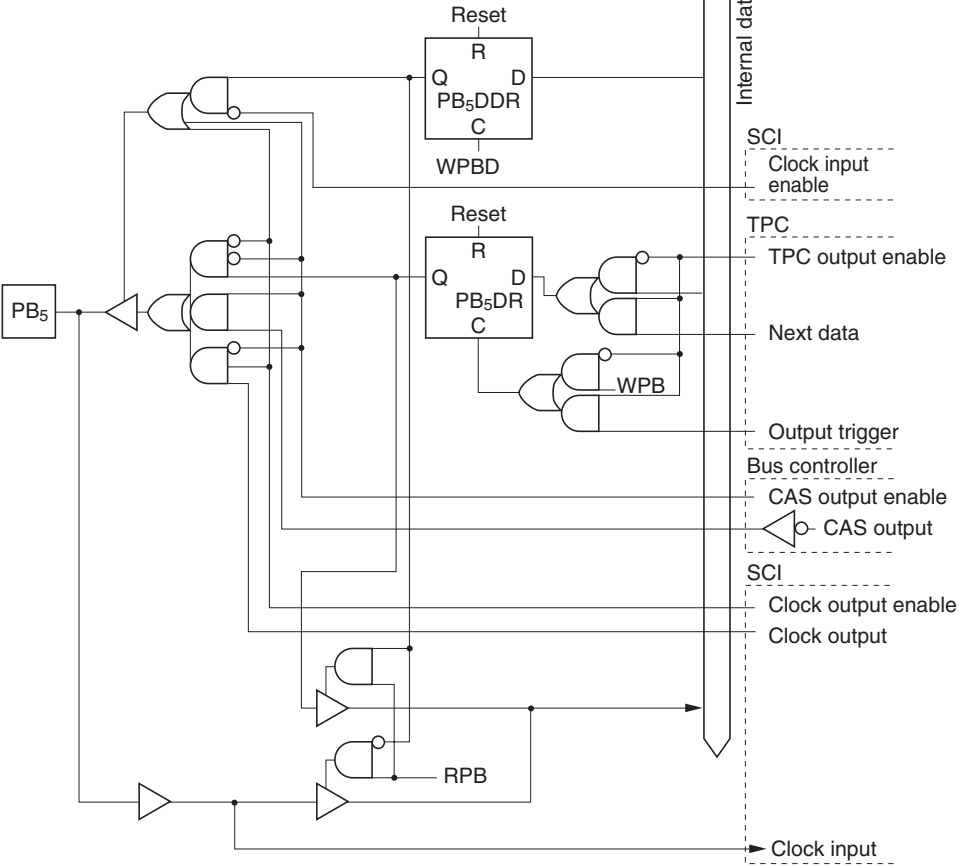 Reset
R
Q D
PB5DDR
C
WPBD
Internal dat
SCI
Clock input
enable
Reset
R
Q D
PB5DR
C
TPC
TPC output enable
Next data
WPB
Output trigger
PB5
Bus controller
CAS output enable
CAS output
SCI
Clock output enable
Clock output
RPB
Clock input